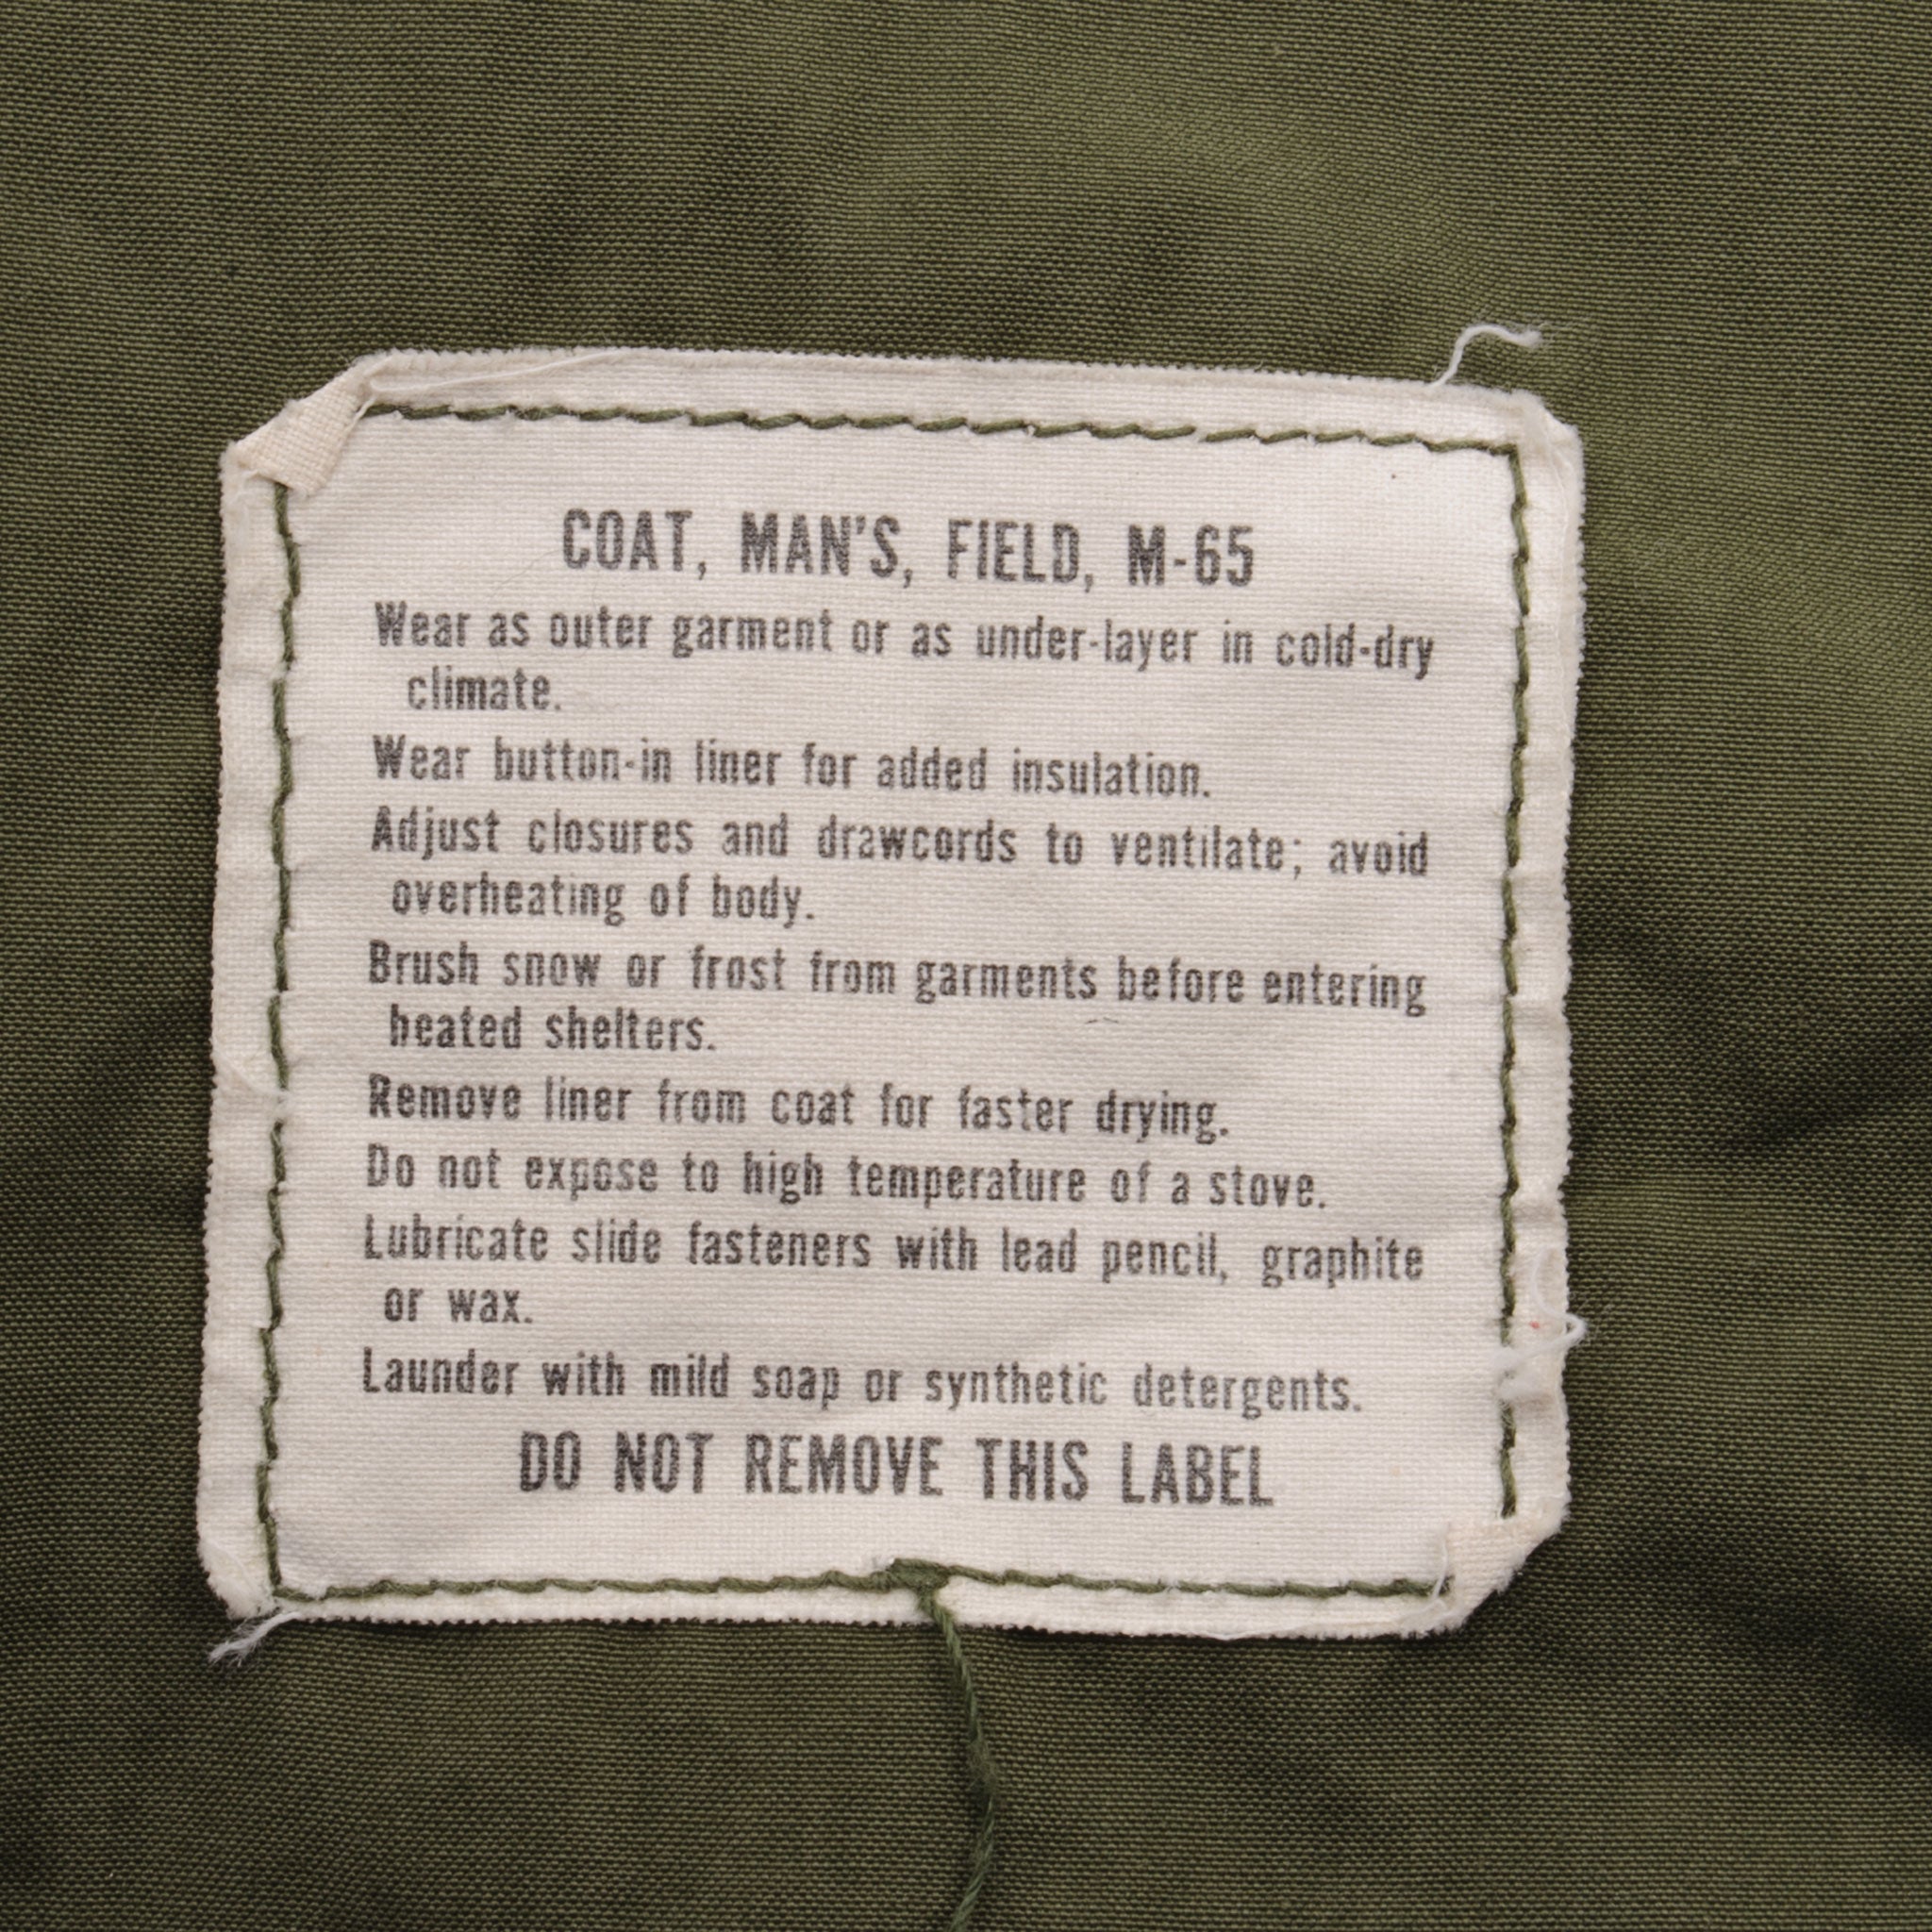 COAT, MAN'S, FIELD, M-65
Wear as outer garment or as under-layer in cold-dry
climate.
Wear button-in liner for added insulation.
Adjust closures and drawcords to ventilate; avoid
overheating of body.
Brush snow or frost from garments before entering
heated shelters.
Remove liner from coat for faster drying.
Do not expose to high temperature of a stove.
Lubricate slide fasteners with lead pencil, graphite
or wax.
Launder with mild soap or synthetic detergents.
DO NOT REMOVE THIS LABEL